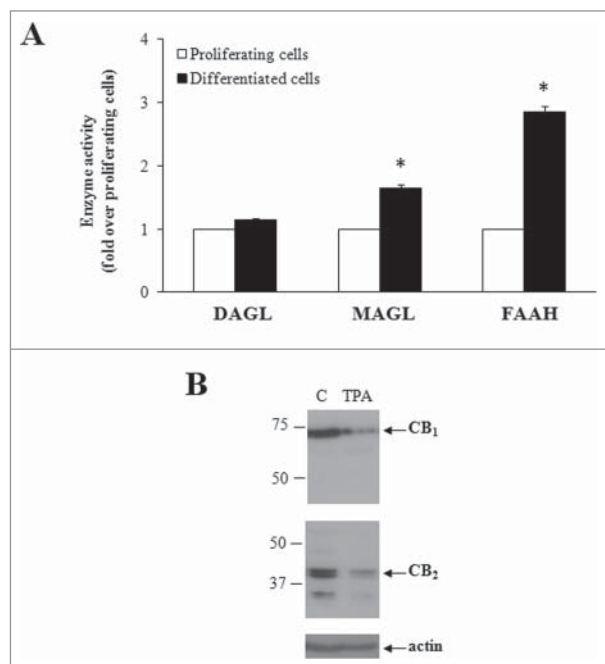 A
Enzyme activity
(fold over proliferating cells)
4
3
2
1
0
Proliferating cells
Differentiated cells
*
*
DAGL
MAGL
FAAH
B
C TPA
75
CB₁
50
50
CB₂
37
actin